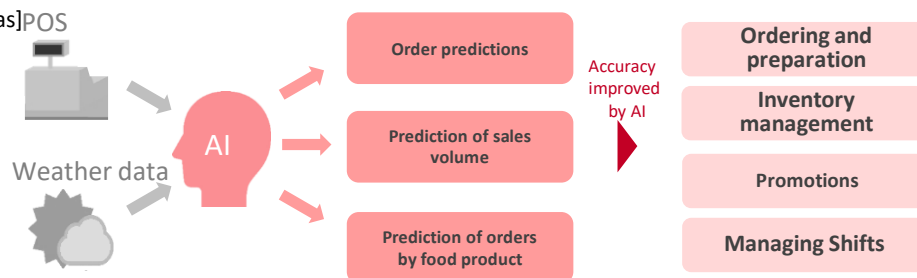 as]POS
Weather data
AI
Order predictions
Prediction of sales
volume
Prediction of orders
by food product
Accuracy
improved
by AI
Ordering and
preparation
Inventory
management
Promotions
Managing Shifts